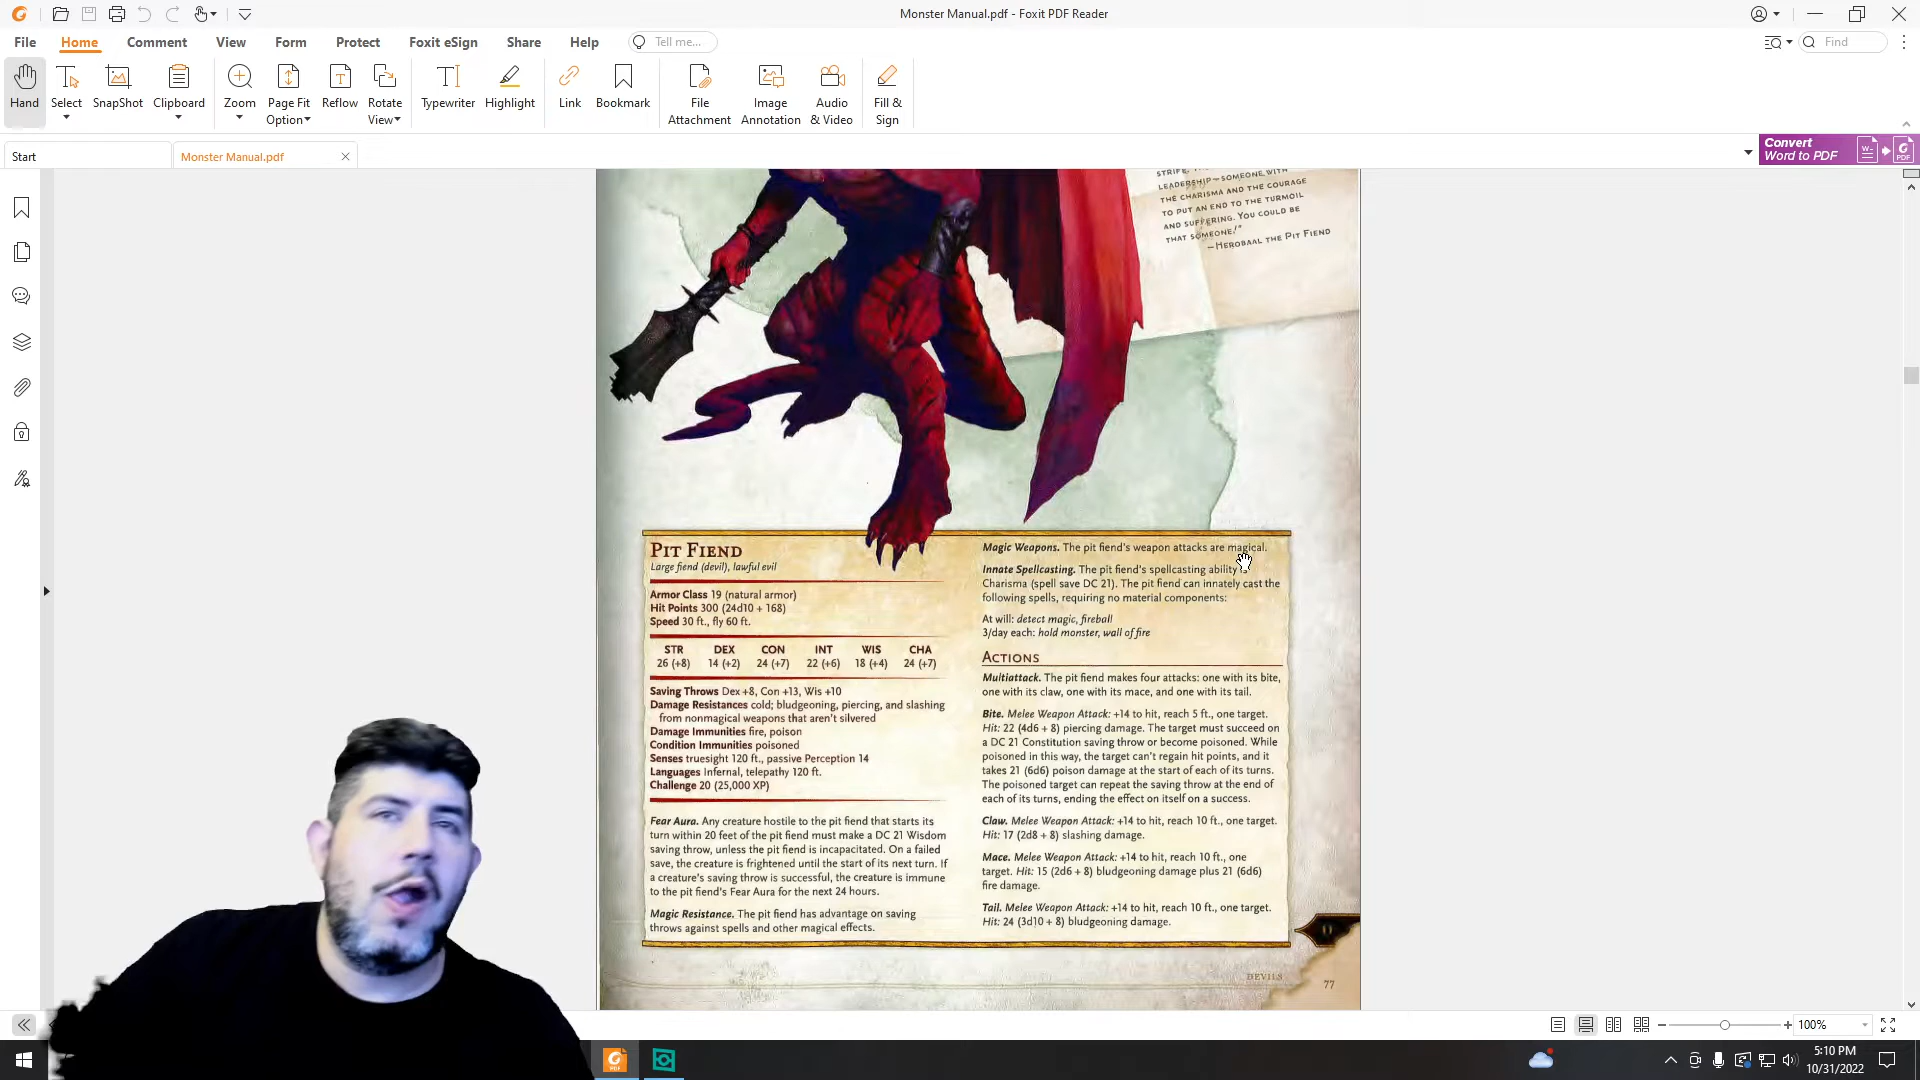 Monster Manual.pdf - Foxit PDF Reader
File Home Comment View Form Protect Foxit eSign Share Help Tell me... Find
Hand Select SnapShot Clipboard Zoom Page Fit Option Reflow Rotate View Typewriter Highlight Link Bookmark File Attachment Image Annotation Audio & Video Fill & Sign
Start Monster Manual.pdf
Convert
Word to PDF
LEADERSHIP—SOMEONE WITH
THE CHARISMA AND THE COURAGE
TO PUT AN END TO THE TURMOIL
AND SUFFERING. YOU COULD BE
THAT SOMEONE!"
—HEROBAAL THE PIT FIEND
PIT FIEND
Large fiend (devil), lawful evil
Armor Class 19 (natural armor)
Hit Points 300 (24d10 + 168)
Speed 30 ft., fly 60 ft.
STR DEX CON INT WIS CHA
26 (+8) 14 (+2) 24 (+7) 22 (+6) 18 (+4) 24 (+7)
Saving Throws Dex +8, Con +13, Wis +10
Damage Resistances cold; bludgeoning, piercing, and slashing
from nonmagical weapons that aren't silvered
Damage Immunities fire, poison
Condition Immunities poisoned
Senses truesight 120 ft., passive Perception 14
Languages Infernal, telepathy 120 ft.
Challenge 20 (25,000 XP)
Fear Aura. Any creature hostile to the pit fiend that starts its
turn within 20 feet of the pit fiend must make a DC 21 Wisdom
saving throw, unless the pit fiend is incapacitated. On a failed
save, the creature is frightened until the start of its next turn. If
a creature's saving throw is successful, the creature is immune
to the pit fiend's Fear Aura for the next 24 hours.
Magic Resistance. The pit fiend has advantage on saving
throws against spells and other magical effects.
Magic Weapons. The pit fiend's weapon attacks are magical.
Innate Spellcasting. The pit fiend's spellcasting ability
Charisma (spell save DC 21). The pit fiend can innately cast the
following spells, requiring no material components:
At will: detect magic, fireball
3/day each: hold monster, wall of fire
ACTIONS
Multiattack. The pit fiend makes four attacks: one with its bite,
one with its claw, one with its mace, and one with its tail.
Bite. Melee Weapon Attack: +14 to hit, reach 5 ft., one target.
Hit: 22 (4d6 + 8) piercing damage. The target must succeed on
a DC 21 Constitution saving throw or become poisoned. While
poisoned in this way, the target can't regain hit points, and it
takes 21 (6d6) poison damage at the start of each of its turns.
The poisoned target can repeat the saving throw at the end of
each of its turns, ending the effect on itself on a success.
Claw. Melee Weapon Attack: +14 to hit, reach 10 ft., one target.
Hit: 17 (2d8 + 8) slashing damage.
Mace. Melee Weapon Attack: +14 to hit, reach 10 ft., one
target. Hit: 15 (2d6 + 8) bludgeoning damage plus 21 (6d6)
fire damage.
Tail. Melee Weapon Attack: +14 to hit, reach 10 ft., one target.
Hit: 24 (3d10 + 8) bludgeoning damage.
DEVILS
77
100%
5:10 PM
10/31/2022